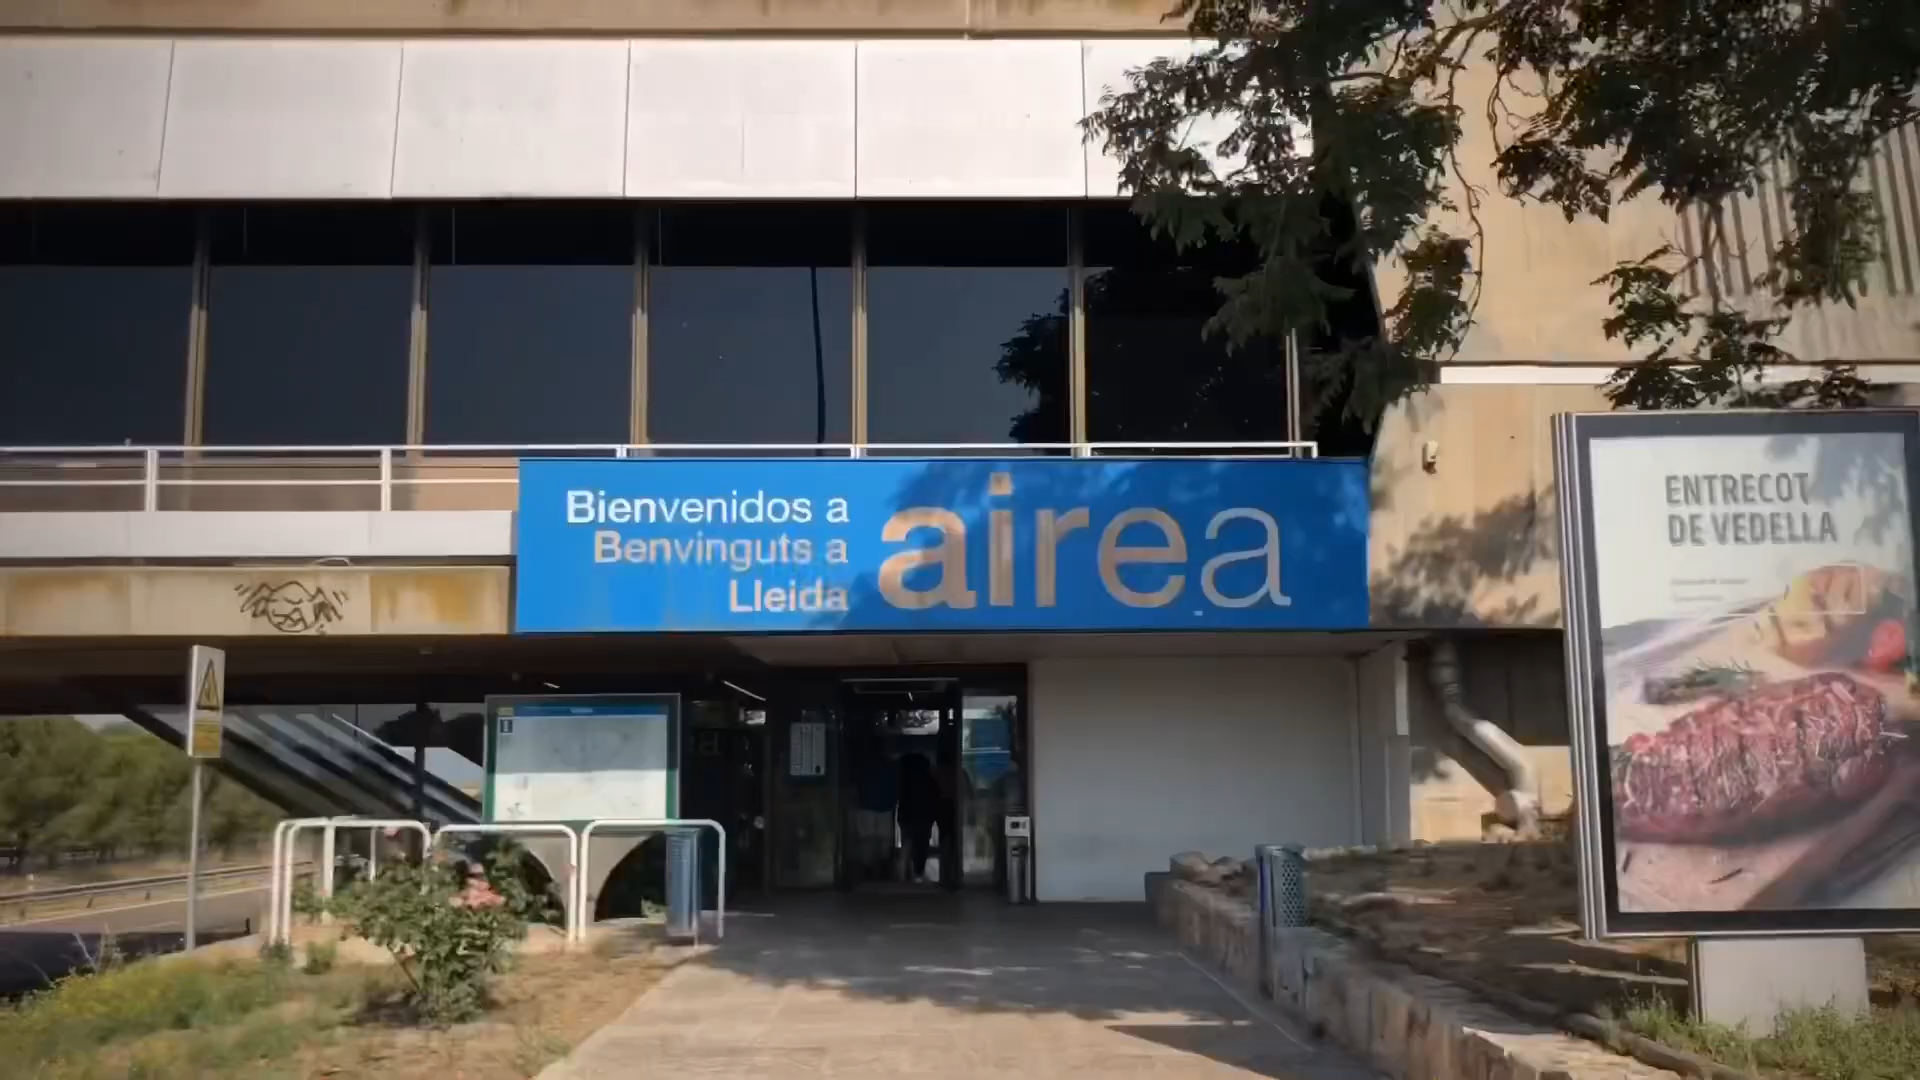 Bienvenidos a
Benvinguts a
Lleida
airea
ENTRECOT
DE VEDELLA